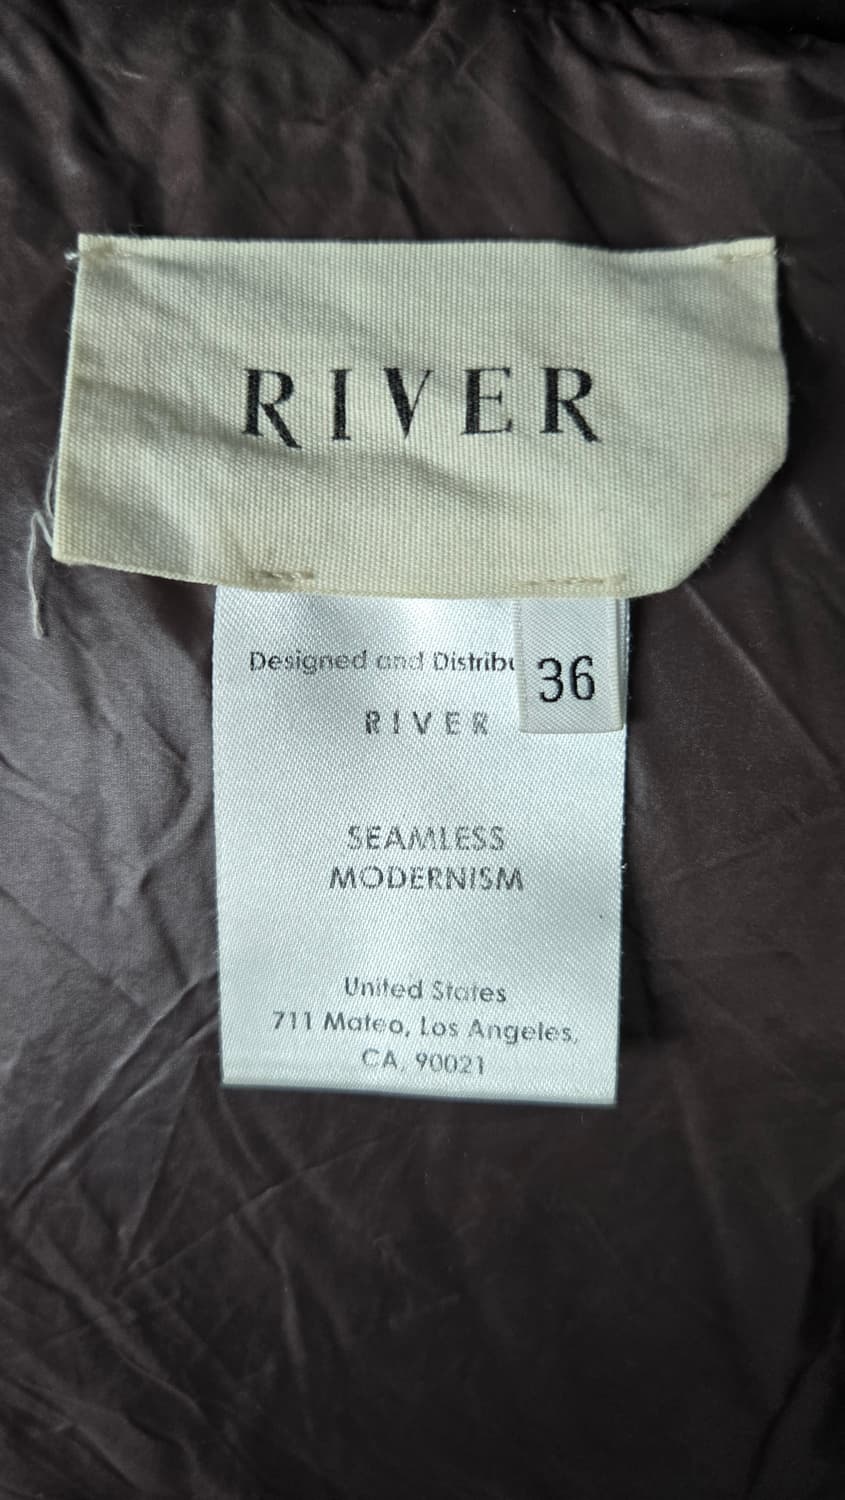 RIVER
Designed and Distribu
36
RIVER
SEAMLESS
MODERNISM
United States
711 Mateo, Los Angeles,
CA, 90021